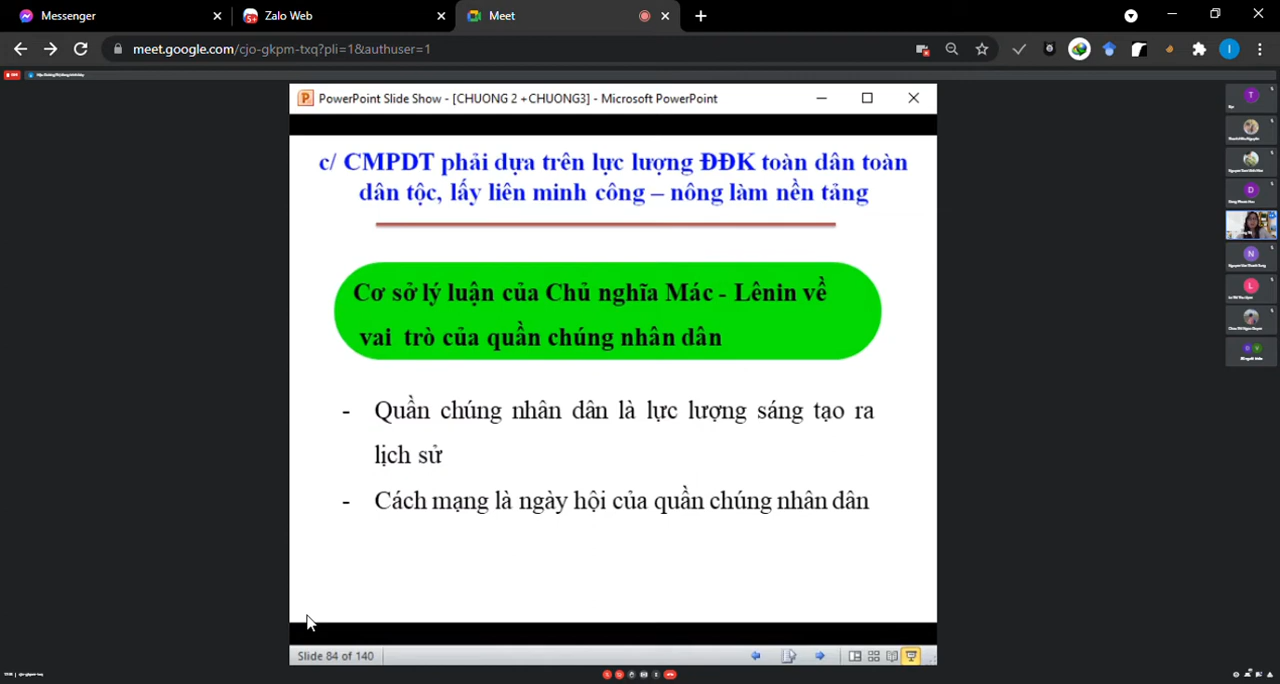 Messenger
Zalo Web
Meet
meet.google.com/cjo-gkpm-txq?pli=1&authuser=1
PowerPoint Slide Show - [CHUONG 2 +CHUONG3] - Microsoft PowerPoint
c/ CMPDT phải dựa trên lực lượng ĐĐK toàn dân toàn
dân tộc, lấy liên minh công – nông làm nền tảng
Cơ sở lý luận của Chủ nghĩa Mác - Lênin về
vai trò của quần chúng nhân dân
- Quần chúng nhân dân là lực lượng sáng tạo ra
lịch sử
- Cách mạng là ngày hội của quần chúng nhân dân
Slide 84 of 140
T
D
N
L
I